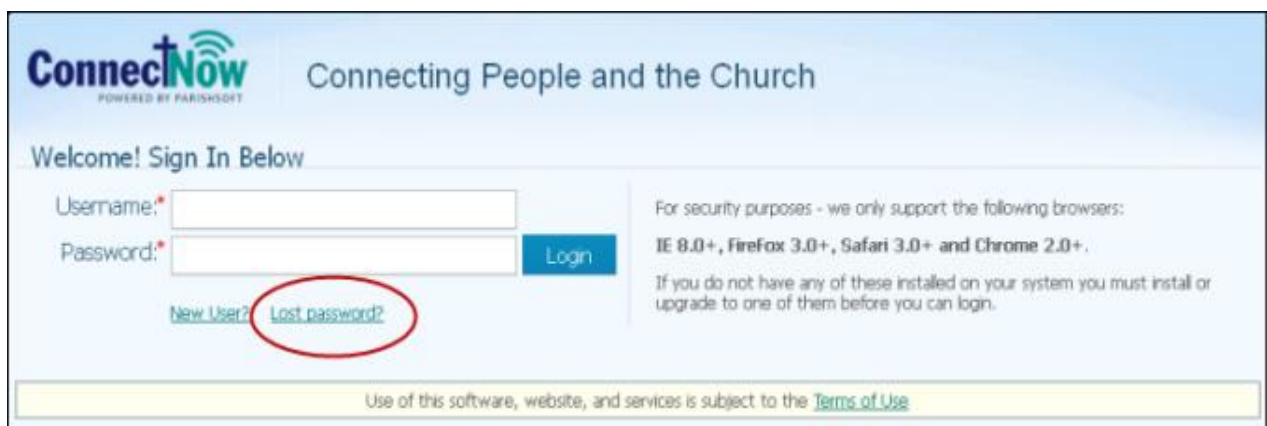 ConnectNow
POWERED BY PARISHSOFT
Connecting People and the Church
Welcome! Sign In Below
Username:*
Password:*
Login
New User? Lost password?
For security purposes - we only support the following browsers:
IE 8.0+, FireFox 3.0+, Safari 3.0+ and Chrome 2.0+.
If you do not have any of these installed on your system you must install or
upgrade to one of them before you can login.
Use of this software, website, and services is subject to the Terms of Use